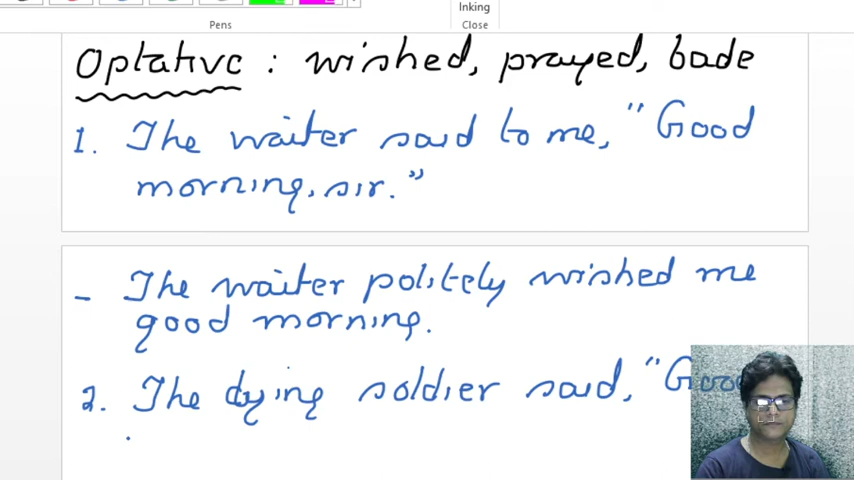 Inking
Pens
Close
Optative : wished, prayed, bade
1. The waiter said to me, "Good
morning, sir."
- The waiter politely wished me
good morning.
2. The dying soldier said, "Good